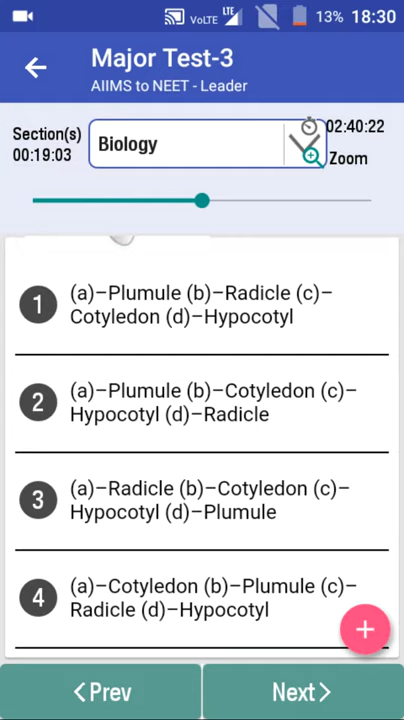 VoLTE LTE 13% 18:30
Major Test-3
AIIMS to NEET - Leader
Section(s)
00:19:03
Biology
02:40:22
Zoom
1 (a)–Plumule (b)–Radicle (c)–
Cotyledon (d)–Hypocotyl
2 (a)–Plumule (b)–Cotyledon (c)–
Hypocotyl (d)–Radicle
3 (a)–Radicle (b)–Cotyledon (c)–
Hypocotyl (d)–Plumule
4 (a)–Cotyledon (b)–Plumule (c)–
Radicle (d)–Hypocotyl
Prev
Next